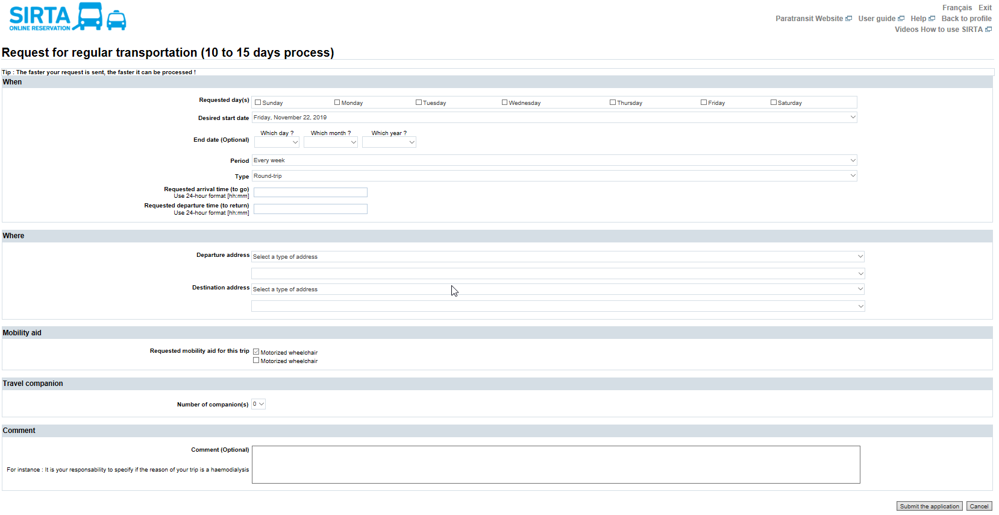 SIRTA
ONLINE RESERVATION
Français Exit
Paratransit Website User guide Help Back to profile
Videos How to use SIRTA
Request for regular transportation (10 to 15 days process)
Tip : The faster your request is sent, the faster it can be processed !
When
Requested day(s) Sunday Monday Tuesday Wednesday Thursday Friday Saturday
Desired start date Friday, November 22, 2019
Which day ? Which month ? Which year ?
End date (Optional)
Period Every week
Type Round-trip
Requested arrival time (to go)
Use 24-hour format [hh:mm]
Requested departure time (to return)
Use 24-hour format [hh:mm]
Where
Departure address Select a type of address
Destination address Select a type of address
Mobility aid
Requested mobility aid for this trip Motorized wheelchair
Motorized wheelchair
Travel companion
Number of companion(s) 0
Comment
Comment (Optional)
For instance : It is your responsability to specify if the reason of your trip is a haemodialysis
Submit the application Cancel